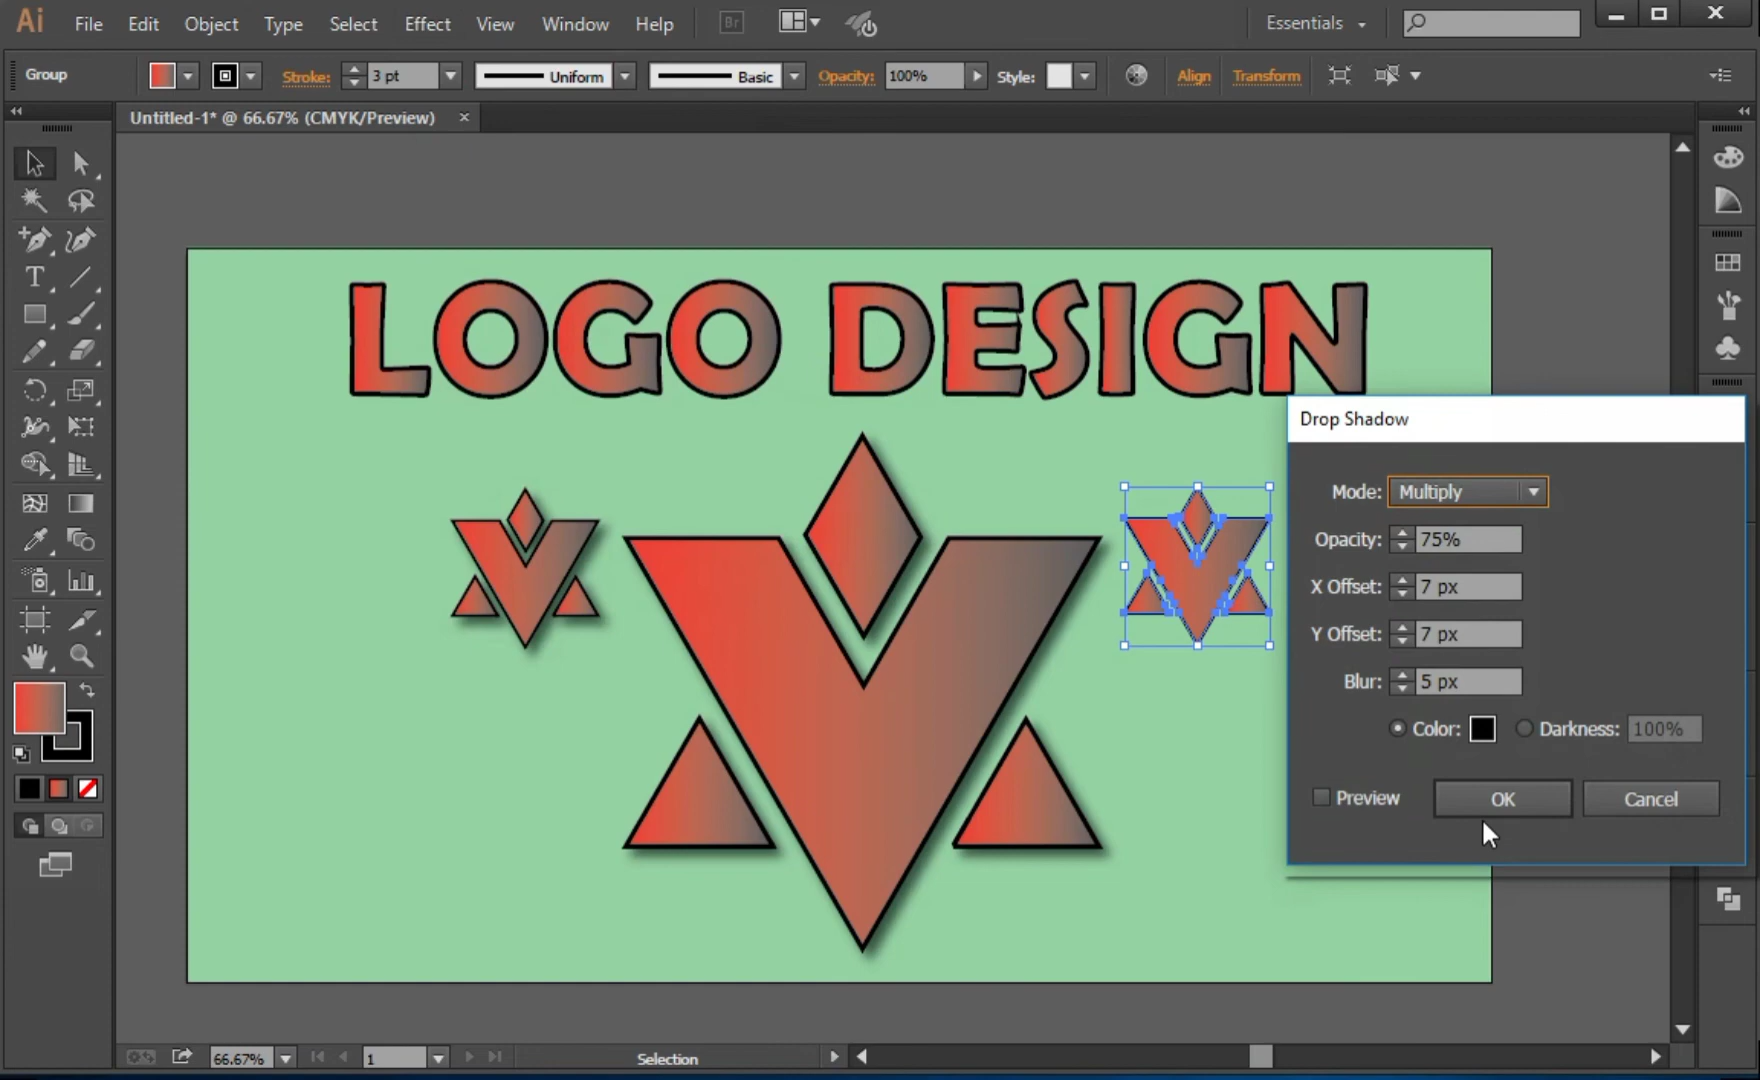 Ai File Edit Object Type Select Effect View Window Help Br Essentials
Group Stroke: 3 pt Uniform Basic Opacity: 100% Style: Align Transform
Untitled-1* @ 66.67% (CMYK/Preview) ×
LOGO DESIGN
Drop Shadow
Mode: Multiply
Opacity: 75%
X Offset: 7 px
Y Offset: 7 px
Blur: 5 px
Color: Darkness: 100%
Preview OK Cancel
66.67% 1 Selection